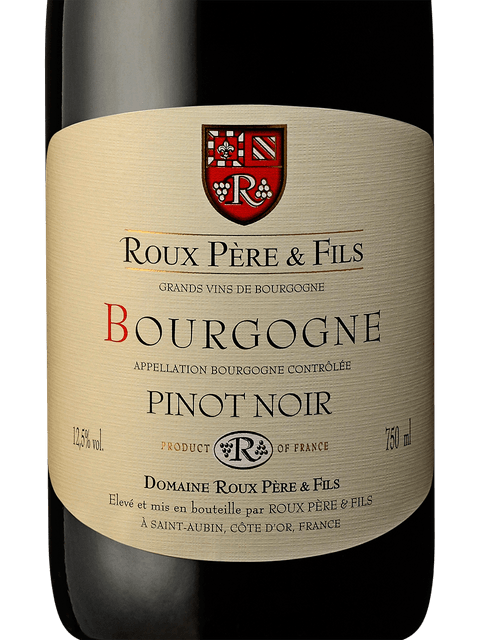 R
ROUX PÈRE & FILS
GRANDS VINS DE BOURGOGNE
BOURGOGNE
APPELLATION BOURGOGNE CONTRÔLÉE
PINOT NOIR
12,5% vol.
750 ml
PRODUCT R OF FRANCE
DOMAINE ROUX PÈRE & FILS
Elevé et mis en bouteille par ROUX PÈRE & FILS
À SAINT-AUBIN, CÔTE D'OR, FRANCE